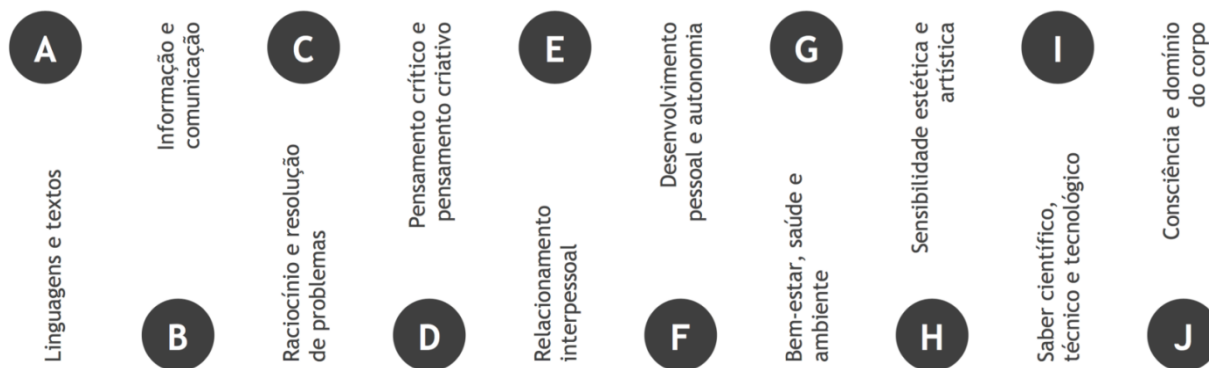 A
Linguagens e textos
Informação e
comunicação
B
C
Raciocínio e resolução
de problemas
Pensamento crítico e
pensamento criativo
D
E
Relacionamento
interpessoal
Desenvolvimento
pessoal e autonomia
F
G
Bem-estar, saúde e
ambiente
Sensibilidade estética e
artística
H
I
Saber científico,
técnico e tecnológico
Consciência e domínio
do corpo
J